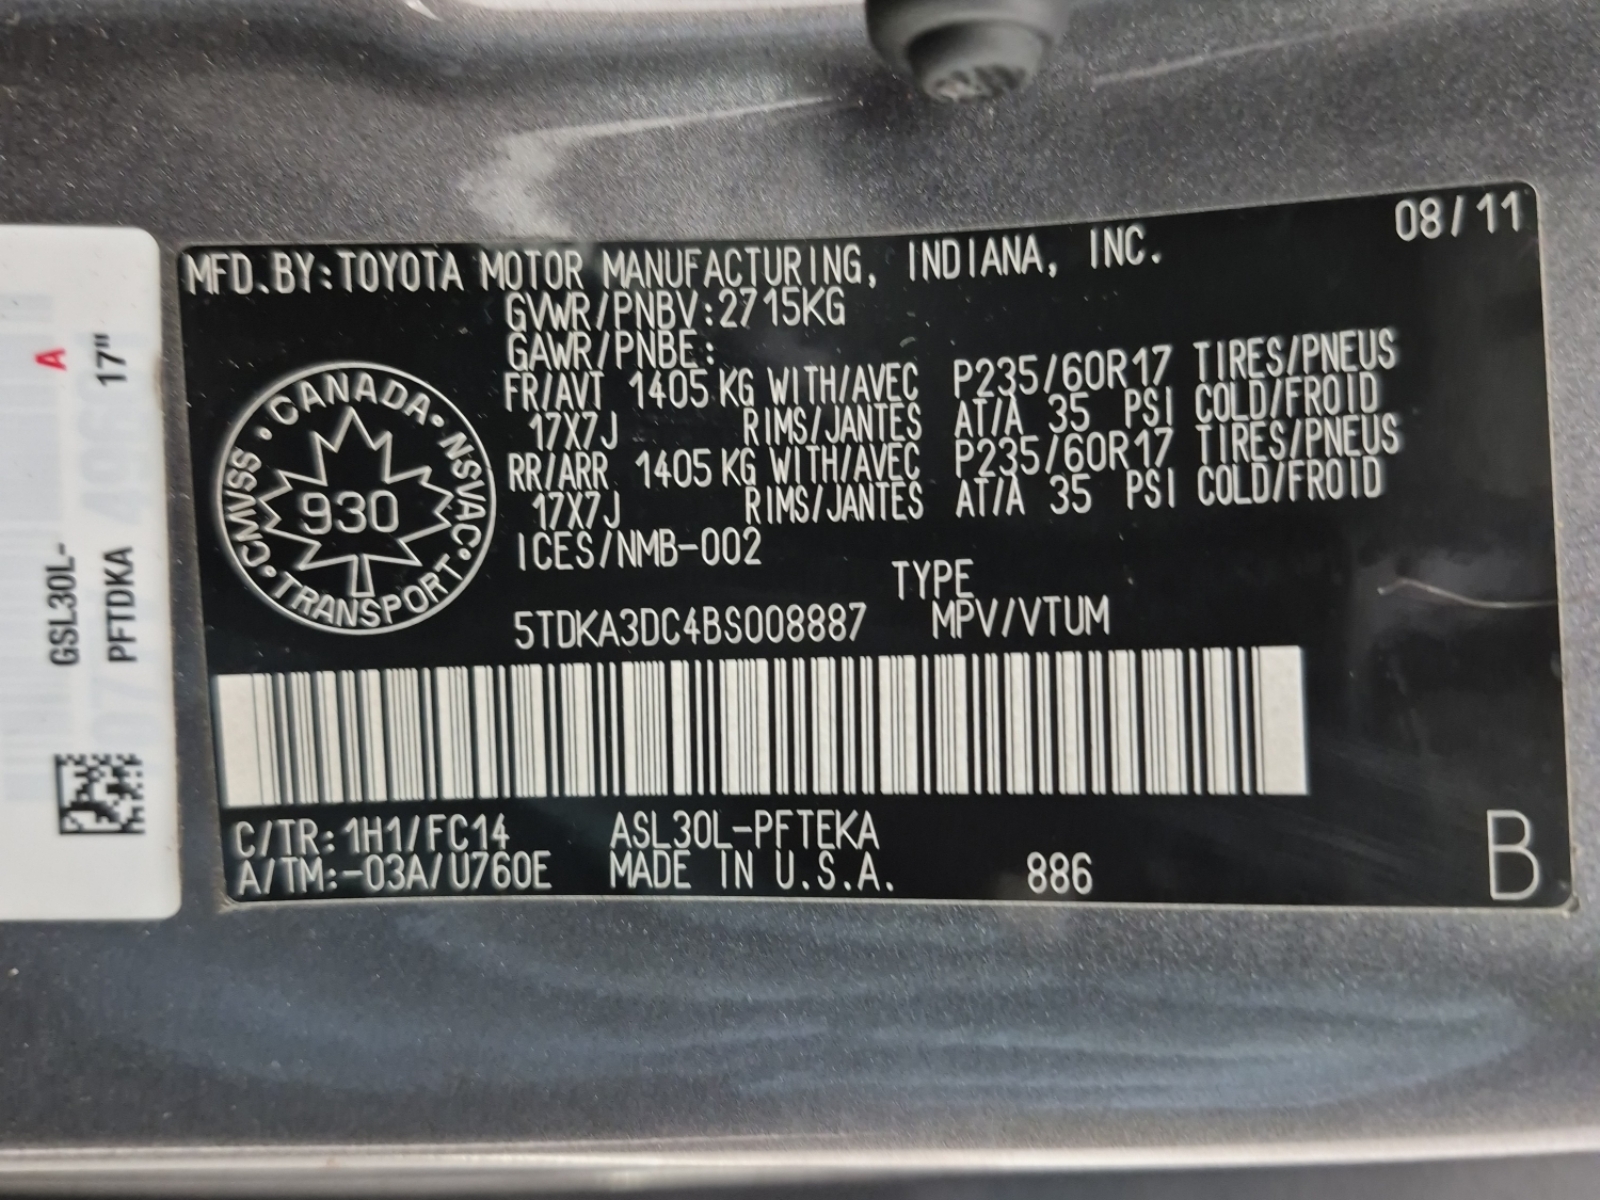 08/11
MFD.BY:TOYOTA MOTOR MANUFACTURING, INDIANA, INC.
GVWR/PNBV:2715KG
GAWR/PNBE:
FR/AVT 1405 KG WITH/AVEC P235/60R17 TIRES/PNEUS
17X7J RIMS/JANTES AT/A 35 PSI COLD/FROID
RR/ARR 1405 KG WITH/AVEC P235/60R17 TIRES/PNEUS
17X7J RIMS/JANTES AT/A 35 PSI COLD/FROID
ICES/NMB-002
TYPE
5TDKA3DC4BS008887 MPV/VTUM
CANADA · NSVAC · TRANSPORT · CMVSS ·
930
C/TR:1H1/FC14 ASL30L-PFTEKA
A/TM:-03A/U760E MADE IN U.S.A. 886
B
GSL30L- A
PFTDKA 17"